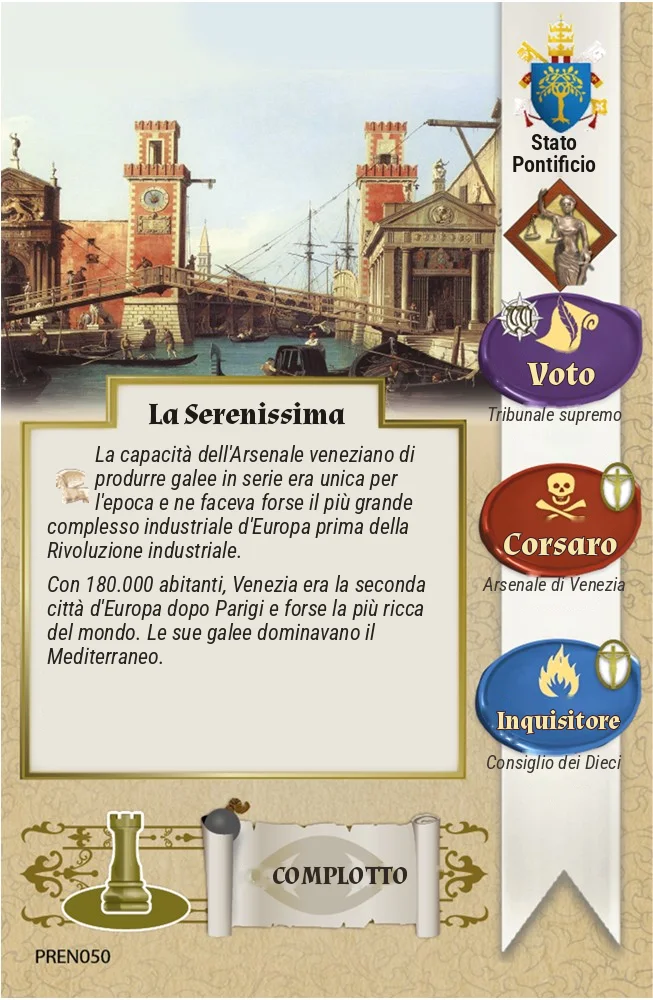 Stato
Pontificio
Voto
Tribunale supremo
La Serenissima
La capacità dell'Arsenale veneziano di
produrre galee in serie era unica per
l'epoca e ne faceva forse il più grande
complesso industriale d'Europa prima della
Rivoluzione industriale.
Con 180.000 abitanti, Venezia era la seconda
città d'Europa dopo Parigi e forse la più ricca
del mondo. Le sue galee dominavano il
Mediterraneo.
Corsaro
Arsenale di Venezia
Inquisitore
Consiglio dei Dieci
COMPLOTTO
PREN050